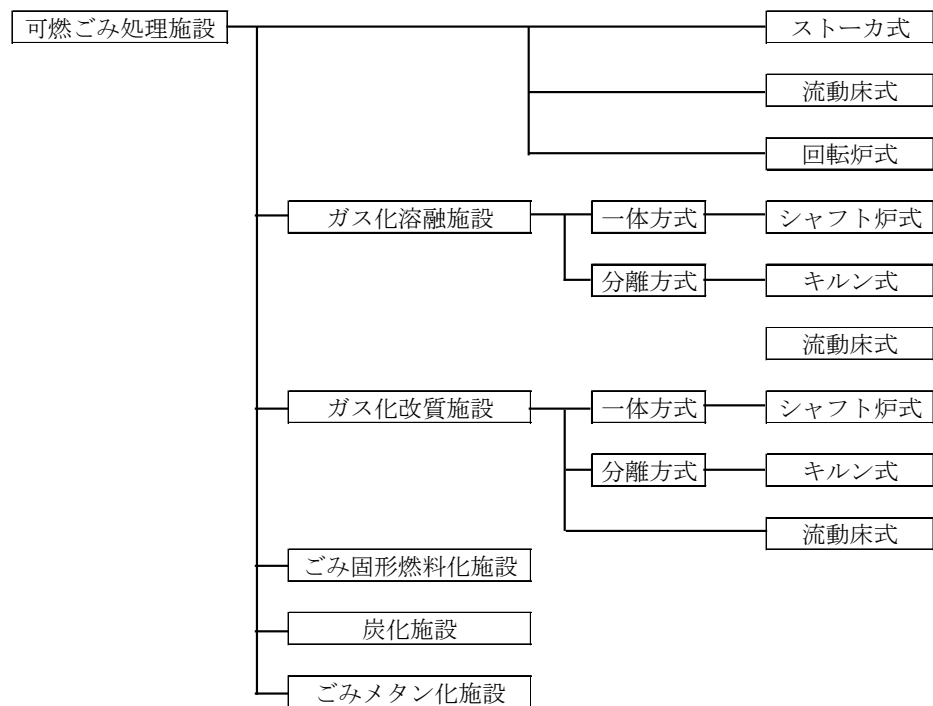 可燃ごみ処理施設
ストーカ式
流動床式
回転炉式
ガス化溶融施設
一体方式
シャフト炉式
分離方式
キルン式
流動床式
ガス化改質施設
一体方式
シャフト炉式
分離方式
キルン式
流動床式
ごみ固形燃料化施設
炭化施設
ごみメタン化施設